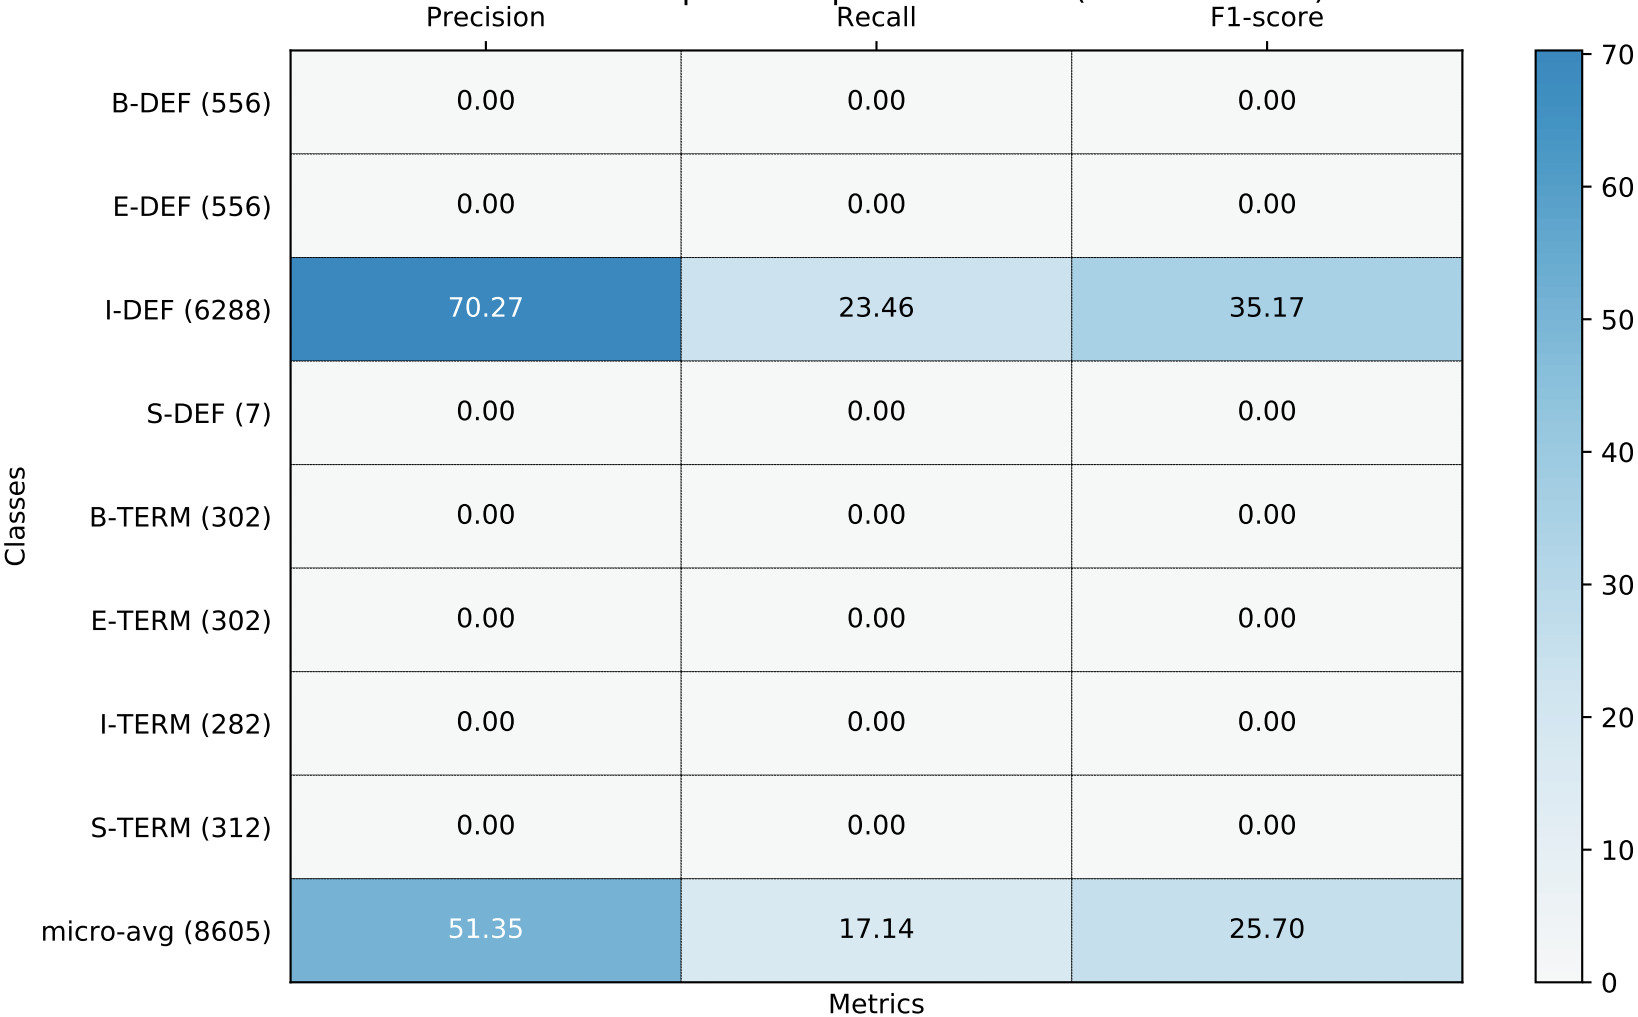 Precision Recall F1-score
B-DEF (556) 0.00 0.00 0.00
E-DEF (556) 0.00 0.00 0.00
I-DEF (6288) 70.27 23.46 35.17
S-DEF (7) 0.00 0.00 0.00
B-TERM (302) 0.00 0.00 0.00
E-TERM (302) 0.00 0.00 0.00
I-TERM (282) 0.00 0.00 0.00
S-TERM (312) 0.00 0.00 0.00
micro-avg (8605) 51.35 17.14 25.70
Classes
Metrics
70
60
50
40
30
20
10
0